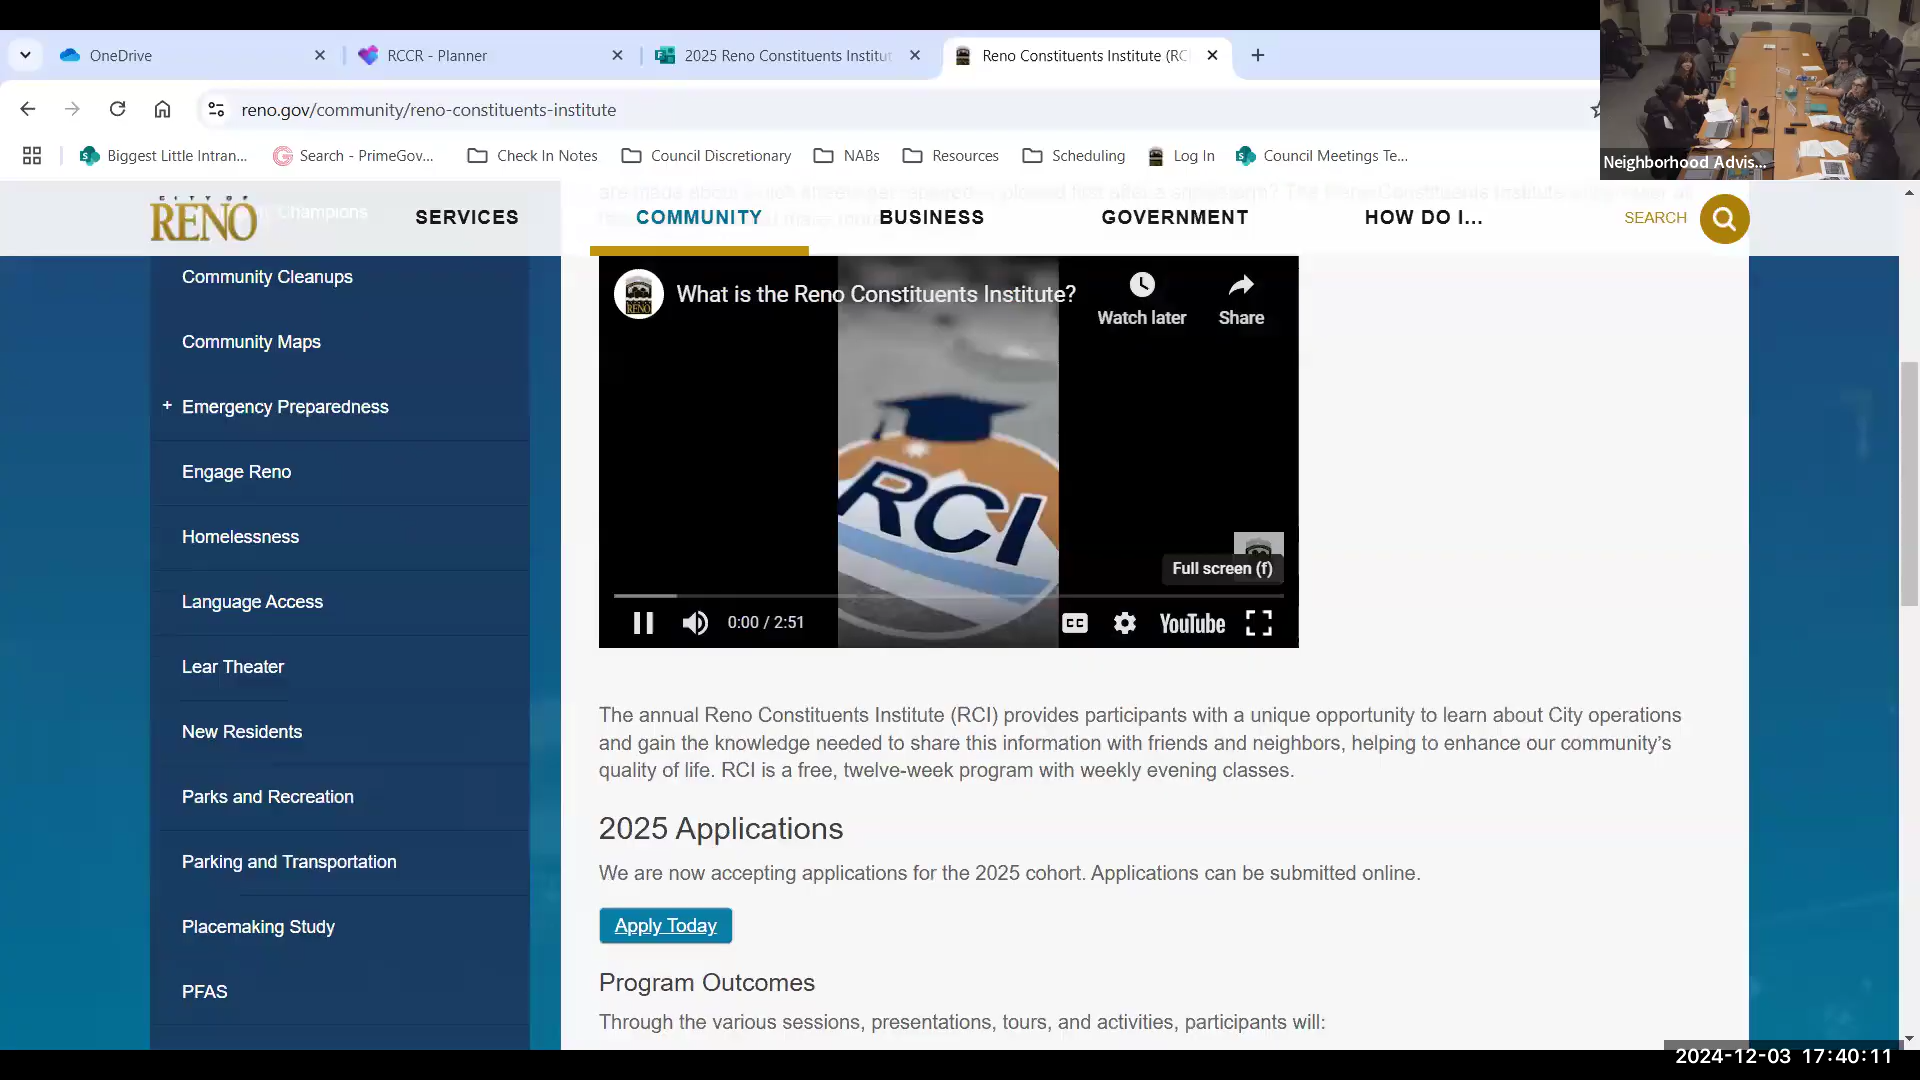 OneDrive
RCCR - Planner
2025 Reno Constituents Institut
Reno Constituents Institute (RC
reno.gov/community/reno-constituents-institute
Biggest Little Intran...
Search - PrimeGov...
Check In Notes
Council Discretionary
NABs
Resources
Scheduling
Log In
Council Meetings Te...
Neighborhood Advis...
CITY OF
RENO
Champions
SERVICES
COMMUNITY
BUSINESS
GOVERNMENT
HOW DO I...
SEARCH
Community Cleanups
Community Maps
+ Emergency Preparedness
Engage Reno
Homelessness
Language Access
Lear Theater
New Residents
Parks and Recreation
Parking and Transportation
Placemaking Study
PFAS
RENO
What is the Reno Constituents Institute?
Watch later
Share
RCI
Full screen (f)
0:00 / 2:51
CC
YouTube
The annual Reno Constituents Institute (RCI) provides participants with a unique opportunity to learn about City operations
and gain the knowledge needed to share this information with friends and neighbors, helping to enhance our community's
quality of life. RCI is a free, twelve-week program with weekly evening classes.
2025 Applications
We are now accepting applications for the 2025 cohort. Applications can be submitted online.
Apply Today
Program Outcomes
Through the various sessions, presentations, tours, and activities, participants will:
2024-12-03 17:40:11